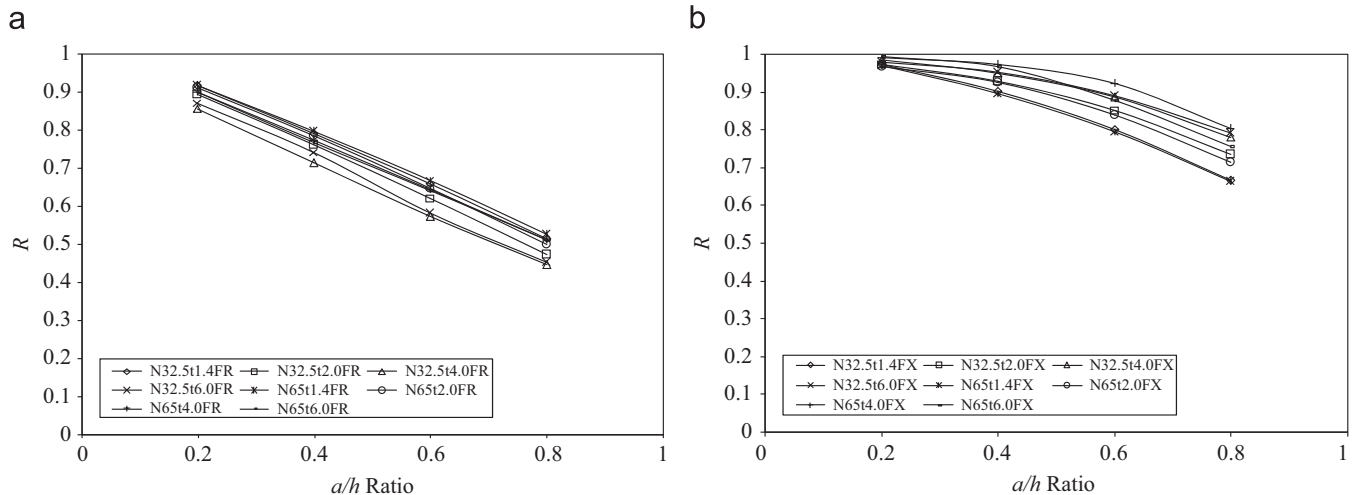 a
R
1
0.9
0.8
0.7
0.6
0.5
0.4
0.3
0.2
0.1
0
N32.5t1.4FR N32.5t2.0FR N32.5t4.0FR
N32.5t6.0FR N65t1.4FR N65t2.0FR
N65t4.0FR N65t6.0FR
0 0.2 0.4 0.6 0.8 1
a/h Ratio
b
R
1
0.9
0.8
0.7
0.6
0.5
0.4
0.3
0.2
0.1
0
N32.5t1.4FX N32.5t2.0FX N32.5t4.0FX
N32.5t6.0FX N65t1.4FX N65t2.0FX
N65t4.0FX N65t6.0FX
0 0.2 0.4 0.6 0.8 1
a/h Ratio